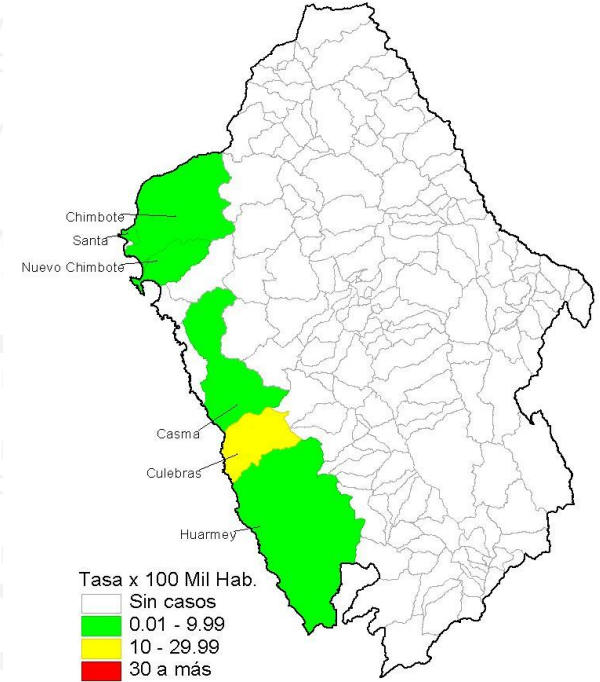 Chimbote
Santa
Nuevo Chimbote
Casma
Culebras
Huarmey
Tasa x 100 Mil Hab.
Sin casos
0.01 - 9.99
10 - 29.99
30 a más